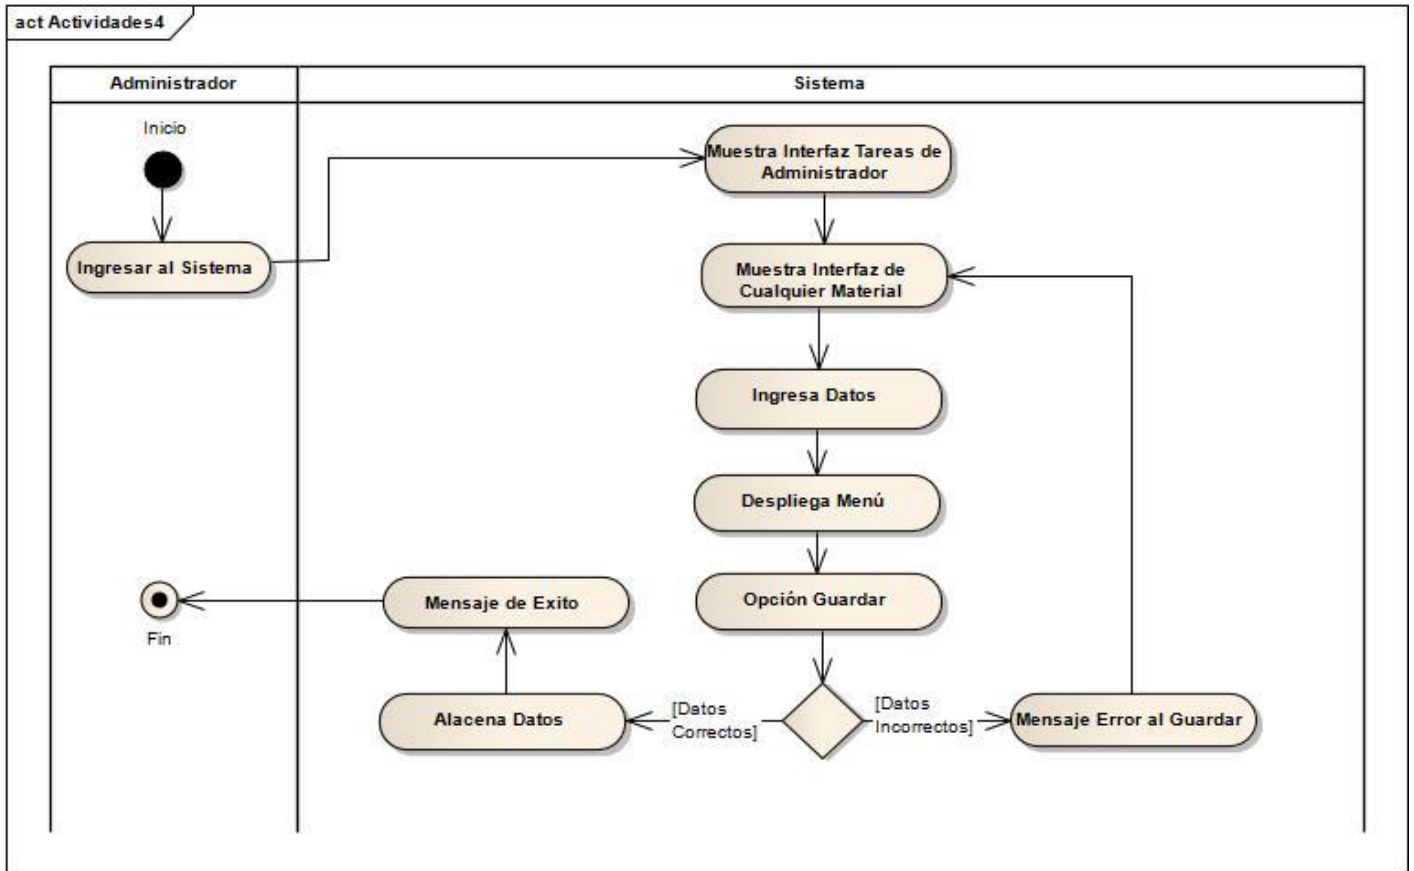 act Actividades4
Administrador
Sistema
Inicio
Muestra Interfaz Tareas de
Administrador
Ingresar al Sistema
Muestra Interfaz de
Cualquier Material
Ingresa Datos
Despliega Menú
Opción Guardar
Mensaje de Exito
Fin
Alacena Datos
[Datos
Correctos]
[Datos
Incorrectos]
Mensaje Error al Guardar